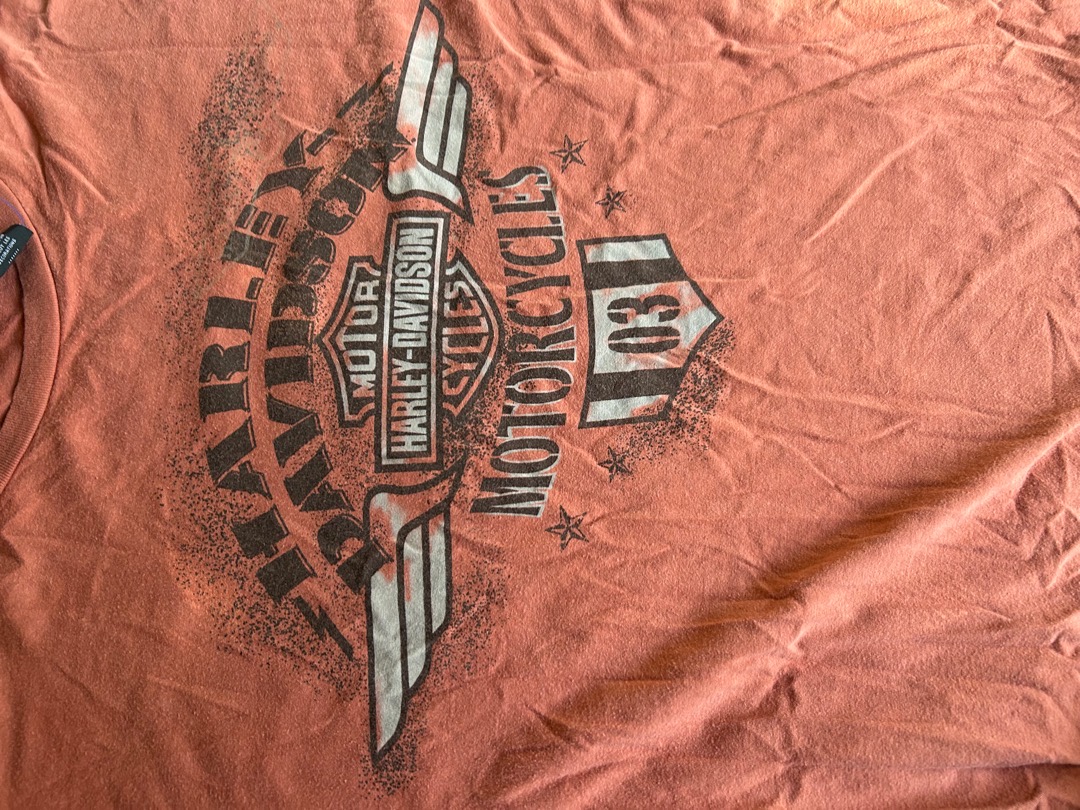 HARLEY-
DAVIDSON
MOTOR
HARLEY-DAVIDSON
CYCLES
MOTORCYCLES
03